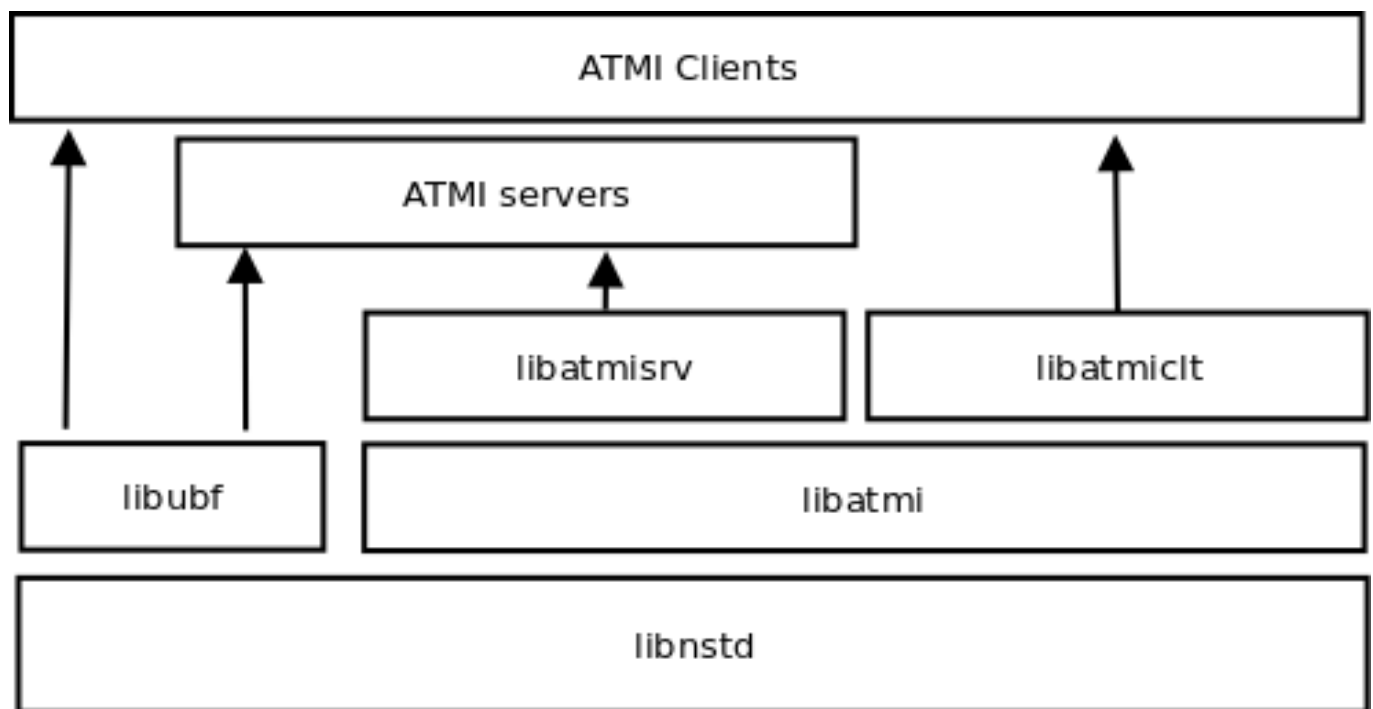 ATMI Clients
ATMI servers
libatmisrv
libatmiclt
libubf
libatmi
libnstd